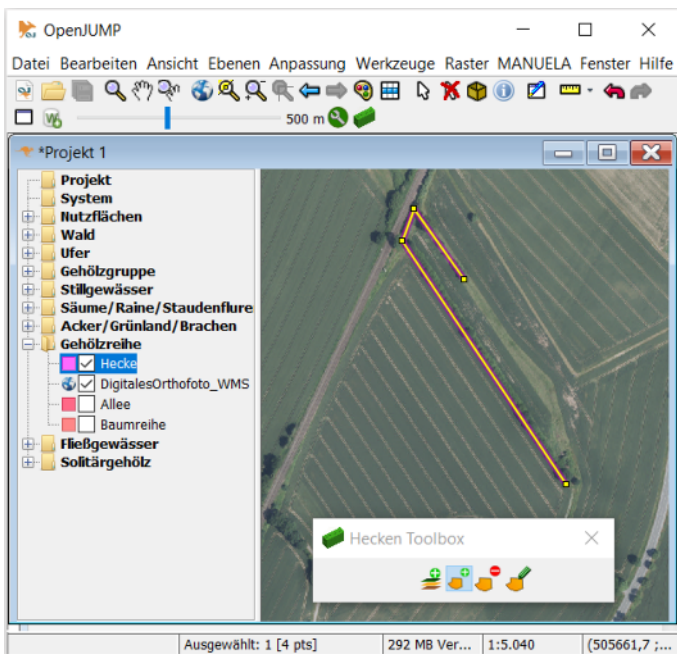 OpenJUMP
Datei Bearbeiten Ansicht Ebenen Anpassung Werkzeuge Raster MANUELA Fenster Hilfe
500 m
*Projekt 1
Projekt
System
Nutzflächen
Wald
Ufer
Gehölzgruppe
Stillgewässer
Säume/Raine/Staudenflure
Acker/Grünland/Brachen
Gehölzreihe
Hecke
DigitalesOrthofoto_WMS
Allee
Baumreihe
Fließgewässer
Solitärgehölz
Hecken Toolbox
Ausgewählt: 1 [4 pts] 292 MB Ver... 1:5.040 (505661,7 ;...